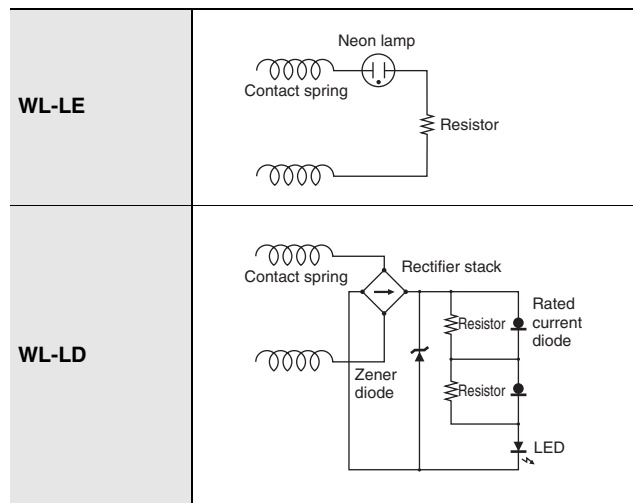 WL-LE
Neon lamp
Contact spring
Resistor
WL-LD
Contact spring
Rectifier stack
Resistor
Rated
current
diode
Zener
diode
Resistor
LED